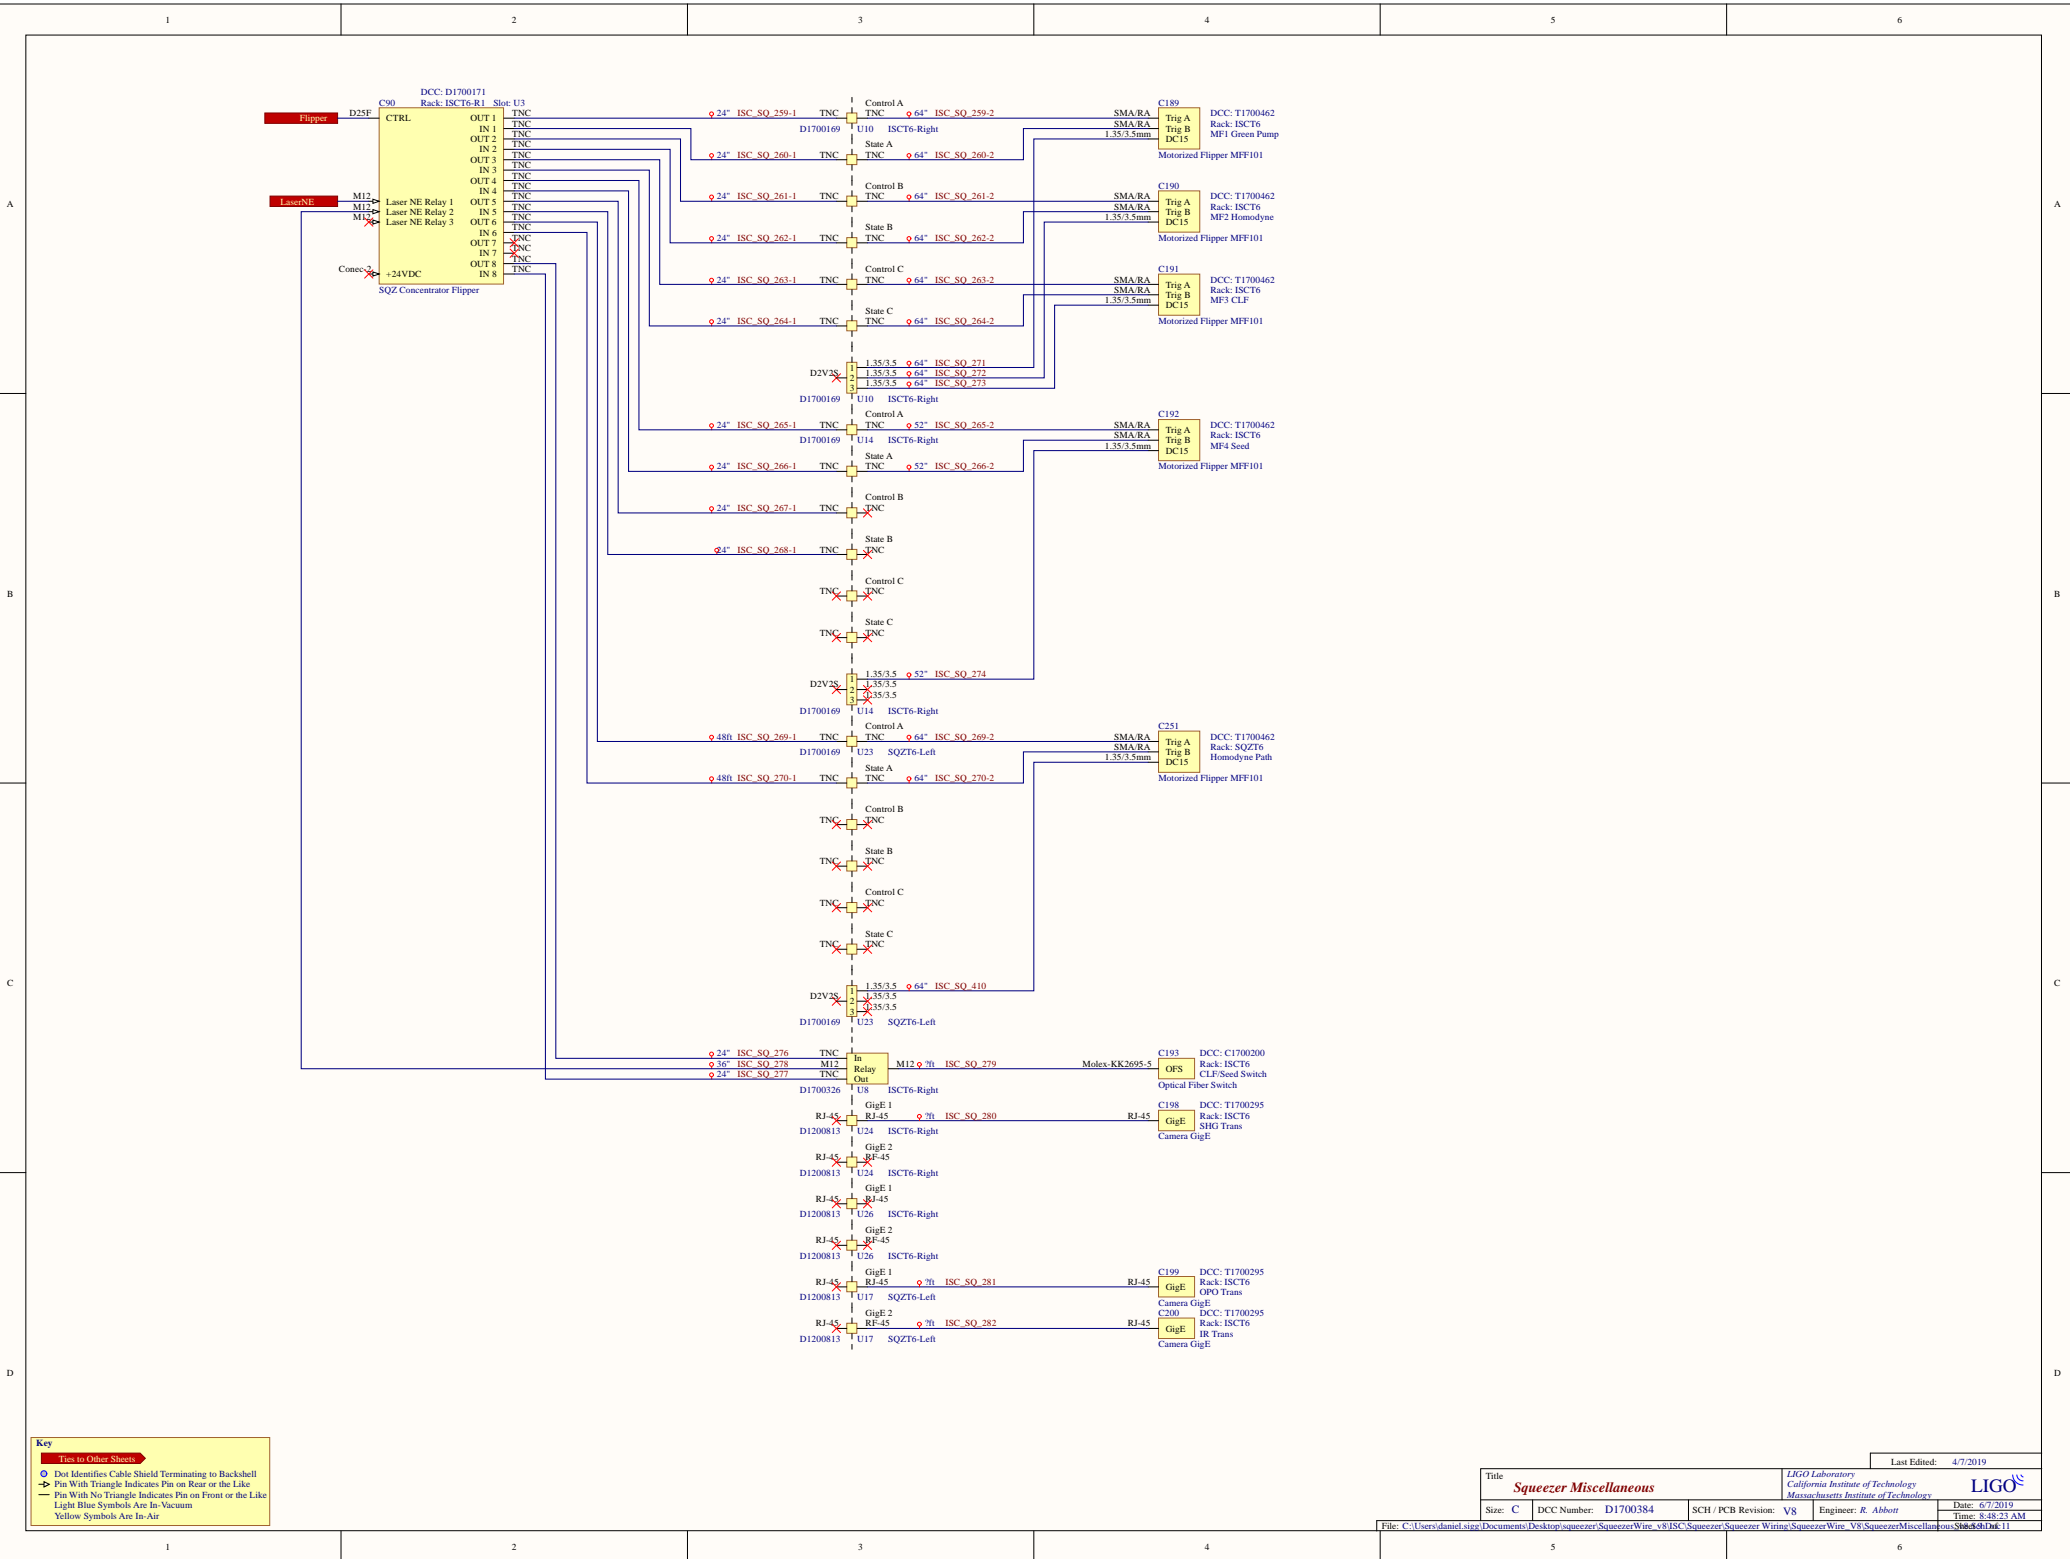 1 2 3 4 5 6
A A
B B
C C
D D
DCC: D1700171
C90 Rack: ISCT6-R1 Slot: U3
Flipper D25F CTRL
LaserNE
M12 Laser NE Relay 1
M12 Laser NE Relay 2
M12 Laser NE Relay 3
Conec-2 +24VDC
OUT 1 TNC
IN 1 TNC
OUT 2 TNC
IN 2 TNC
OUT 3 TNC
IN 3 TNC
OUT 4 TNC
IN 4 TNC
OUT 5 TNC
IN 5 TNC
OUT 6 TNC
IN 6 TNC
OUT 7 TNC
IN 7 TNC
OUT 8 TNC
IN 8 TNC
SQZ Concentrator Flipper
Control A
24" ISC_SQ_259-1 TNC TNC 64" ISC_SQ_259-2
D1700169 U10 ISCT6-Right
State A
24" ISC_SQ_260-1 TNC TNC 64" ISC_SQ_260-2
Control B
24" ISC_SQ_261-1 TNC TNC 64" ISC_SQ_261-2
State B
24" ISC_SQ_262-1 TNC TNC 64" ISC_SQ_262-2
Control C
24" ISC_SQ_263-1 TNC TNC 64" ISC_SQ_263-2
State C
24" ISC_SQ_264-1 TNC TNC 64" ISC_SQ_264-2
1 1.35/3.5 64" ISC_SQ_271
D2V2S 2 1.35/3.5 64" ISC_SQ_272
3 1.35/3.5 64" ISC_SQ_273
D1700169 U10 ISCT6-Right
Control A
24" ISC_SQ_265-1 TNC TNC 52" ISC_SQ_265-2
D1700169 U14 ISCT6-Right
State A
24" ISC_SQ_266-1 TNC TNC 52" ISC_SQ_266-2
Control B
24" ISC_SQ_267-1 TNC TNC
State B
24" ISC_SQ_268-1 TNC TNC
Control C
TNC TNC
State C
TNC TNC
1 1.35/3.5 52" ISC_SQ_274
D2V2S 2 1.35/3.5
3 1.35/3.5
D1700169 U14 ISCT6-Right
Control A
48ft ISC_SQ_269-1 TNC TNC 64" ISC_SQ_269-2
D1700169 U23 SQZT6-Left
State A
48ft ISC_SQ_270-1 TNC TNC 64" ISC_SQ_270-2
Control B
TNC TNC
State B
TNC TNC
Control C
TNC TNC
State C
TNC TNC
1 1.35/3.5 64" ISC_SQ_410
D2V2S 2 1.35/3.5
3 1.35/3.5
D1700169 U23 SQZT6-Left
24" ISC_SQ_276 TNC In
36" ISC_SQ_278 M12 Relay M12 ?ft ISC_SQ_279
24" ISC_SQ_277 TNC Out
D1700326 U8 ISCT6-Right
GigE 1
RJ-45 RJ-45 ?ft ISC_SQ_280
D1200813 U24 ISCT6-Right
GigE 2
RJ-45 RF-45
D1200813 U24 ISCT6-Right
GigE 1
RJ-45 RJ-45
D1200813 U26 ISCT6-Right
GigE 2
RJ-45 RF-45
D1200813 U26 ISCT6-Right
GigE 1
RJ-45 RJ-45 ?ft ISC_SQ_281
D1200813 U17 SQZT6-Left
GigE 2
RJ-45 RF-45 ?ft ISC_SQ_282
D1200813 U17 SQZT6-Left
C189
SMA/RA Trig A DCC: T1700462
SMA/RA Trig B Rack: ISCT6
1.35/3.5mm DC15 MF1 Green Pump
Motorized Flipper MFF101
C190
SMA/RA Trig A DCC: T1700462
SMA/RA Trig B Rack: ISCT6
1.35/3.5mm DC15 MF2 Homodyne
Motorized Flipper MFF101
C191
SMA/RA Trig A DCC: T1700462
SMA/RA Trig B Rack: ISCT6
1.35/3.5mm DC15 MF3 CLF
Motorized Flipper MFF101
C192
SMA/RA Trig A DCC: T1700462
SMA/RA Trig B Rack: ISCT6
1.35/3.5mm DC15 MF4 Seed
Motorized Flipper MFF101
C251
SMA/RA Trig A DCC: T1700462
SMA/RA Trig B Rack: SQZT6
1.35/3.5mm DC15 Homodyne Path
Motorized Flipper MFF101
C193 DCC: C1700200
Molex-KK2695-5 OFS Rack: ISCT6
CLF/Seed Switch
Optical Fiber Switch
C198 DCC: T1700295
RJ-45 GigE Rack: ISCT6
SHG Trans
Camera GigE
C199 DCC: T1700295
RJ-45 GigE Rack: ISCT6
OPO Trans
Camera GigE
C200 DCC: T1700295
RJ-45 GigE Rack: ISCT6
IR Trans
Camera GigE
Key
Ties to Other Sheets
Dot Identifies Cable Shield Terminating to Backshell
Pin With Triangle Indicates Pin on Rear or the Like
Pin With No Triangle Indicates Pin on Front or the Like
Light Blue Symbols Are In-Vacuum
Yellow Symbols Are In-Air
Last Edited: 4/7/2019
Title
Squeezer Miscellaneous
LIGO Laboratory
California Institute of Technology
Massachusetts Institute of Technology
LIGO
Size: C DCC Number: D1700384 SCH / PCB Revision: V8 Engineer: R. Abbott
Date: 6/7/2019
Time: 8:48:23 AM
File: C:\Users\daniel.sigg\Documents\Desktop\squeezer\SqueezerWire_v8\ISC\Squeezer\Squeezer Wiring\SqueezerWire_V8\SqueezerMiscellaneous
1 2 3 4 5 6